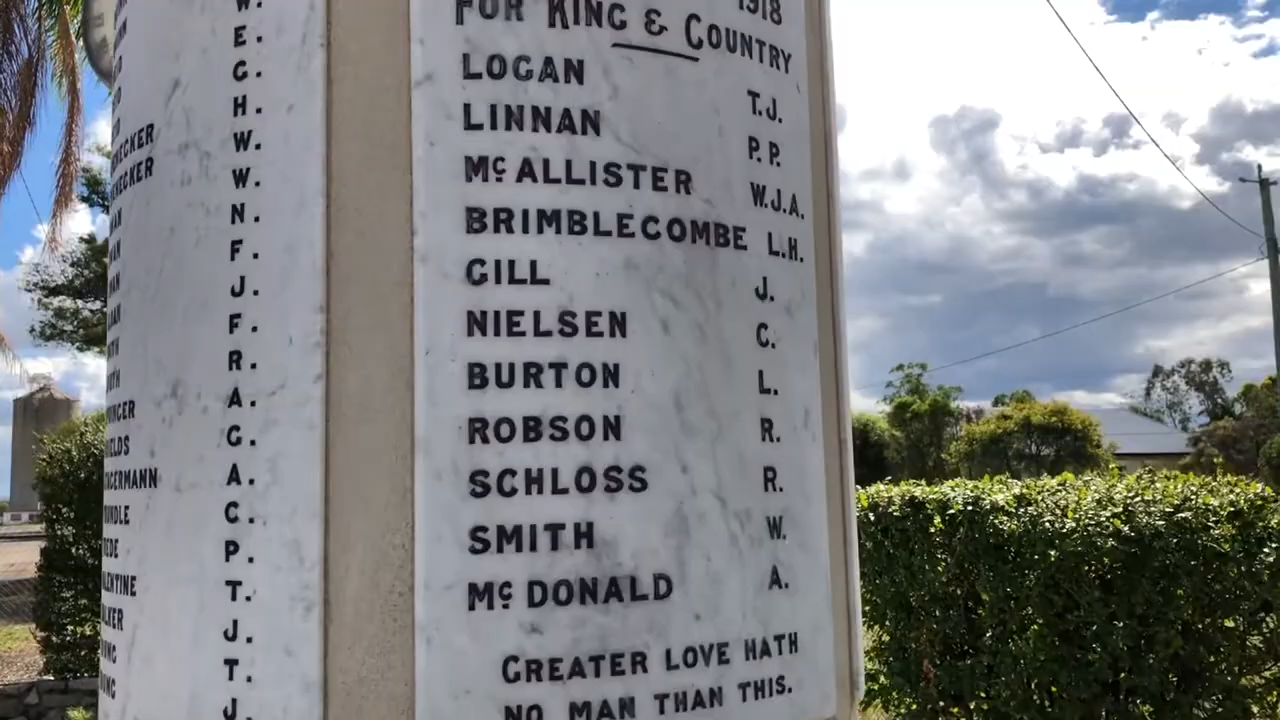 W.
E.
G.
H.
W.
W.
N.
F.
J.
F.
R.
A.
G.
A.
C.
P.
T.
J.
T.
J.
1918
FOR KING & COUNTRY
LOGAN T.J.
LINNAN P.P.
McALLISTER W.J.A.
BRIMBLECOMBE L.H.
GILL J.
NIELSEN C.
BURTON L.
ROBSON R.
SCHLOSS R.
SMITH W.
McDONALD A.
GREATER LOVE HATH
NO MAN THAN THIS.